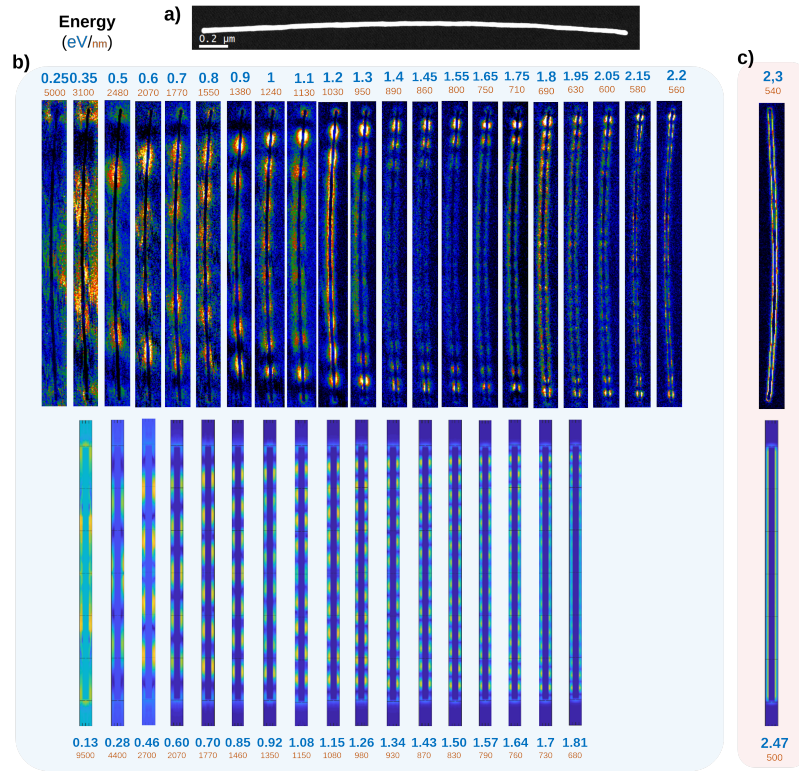 Energy
(eV/nm)
a)
0.2 µm
b)
0.25 0.35 0.5 0.6 0.7 0.8 0.9 1 1.1 1.2 1.3 1.4 1.45 1.55 1.65 1.75 1.8 1.95 2.05 2.15 2.2
5000 3100 2480 2070 1770 1550 1380 1240 1130 1030 950 890 860 800 750 710 690 630 600 580 560
c)
2,3
540
0.13 0.28 0.46 0.60 0.70 0.85 0.92 1.08 1.15 1.26 1.34 1.43 1.50 1.57 1.64 1.7 1.81
9500 4400 2700 2070 1770 1460 1350 1150 1080 980 930 870 830 790 760 730 680
2.47
500